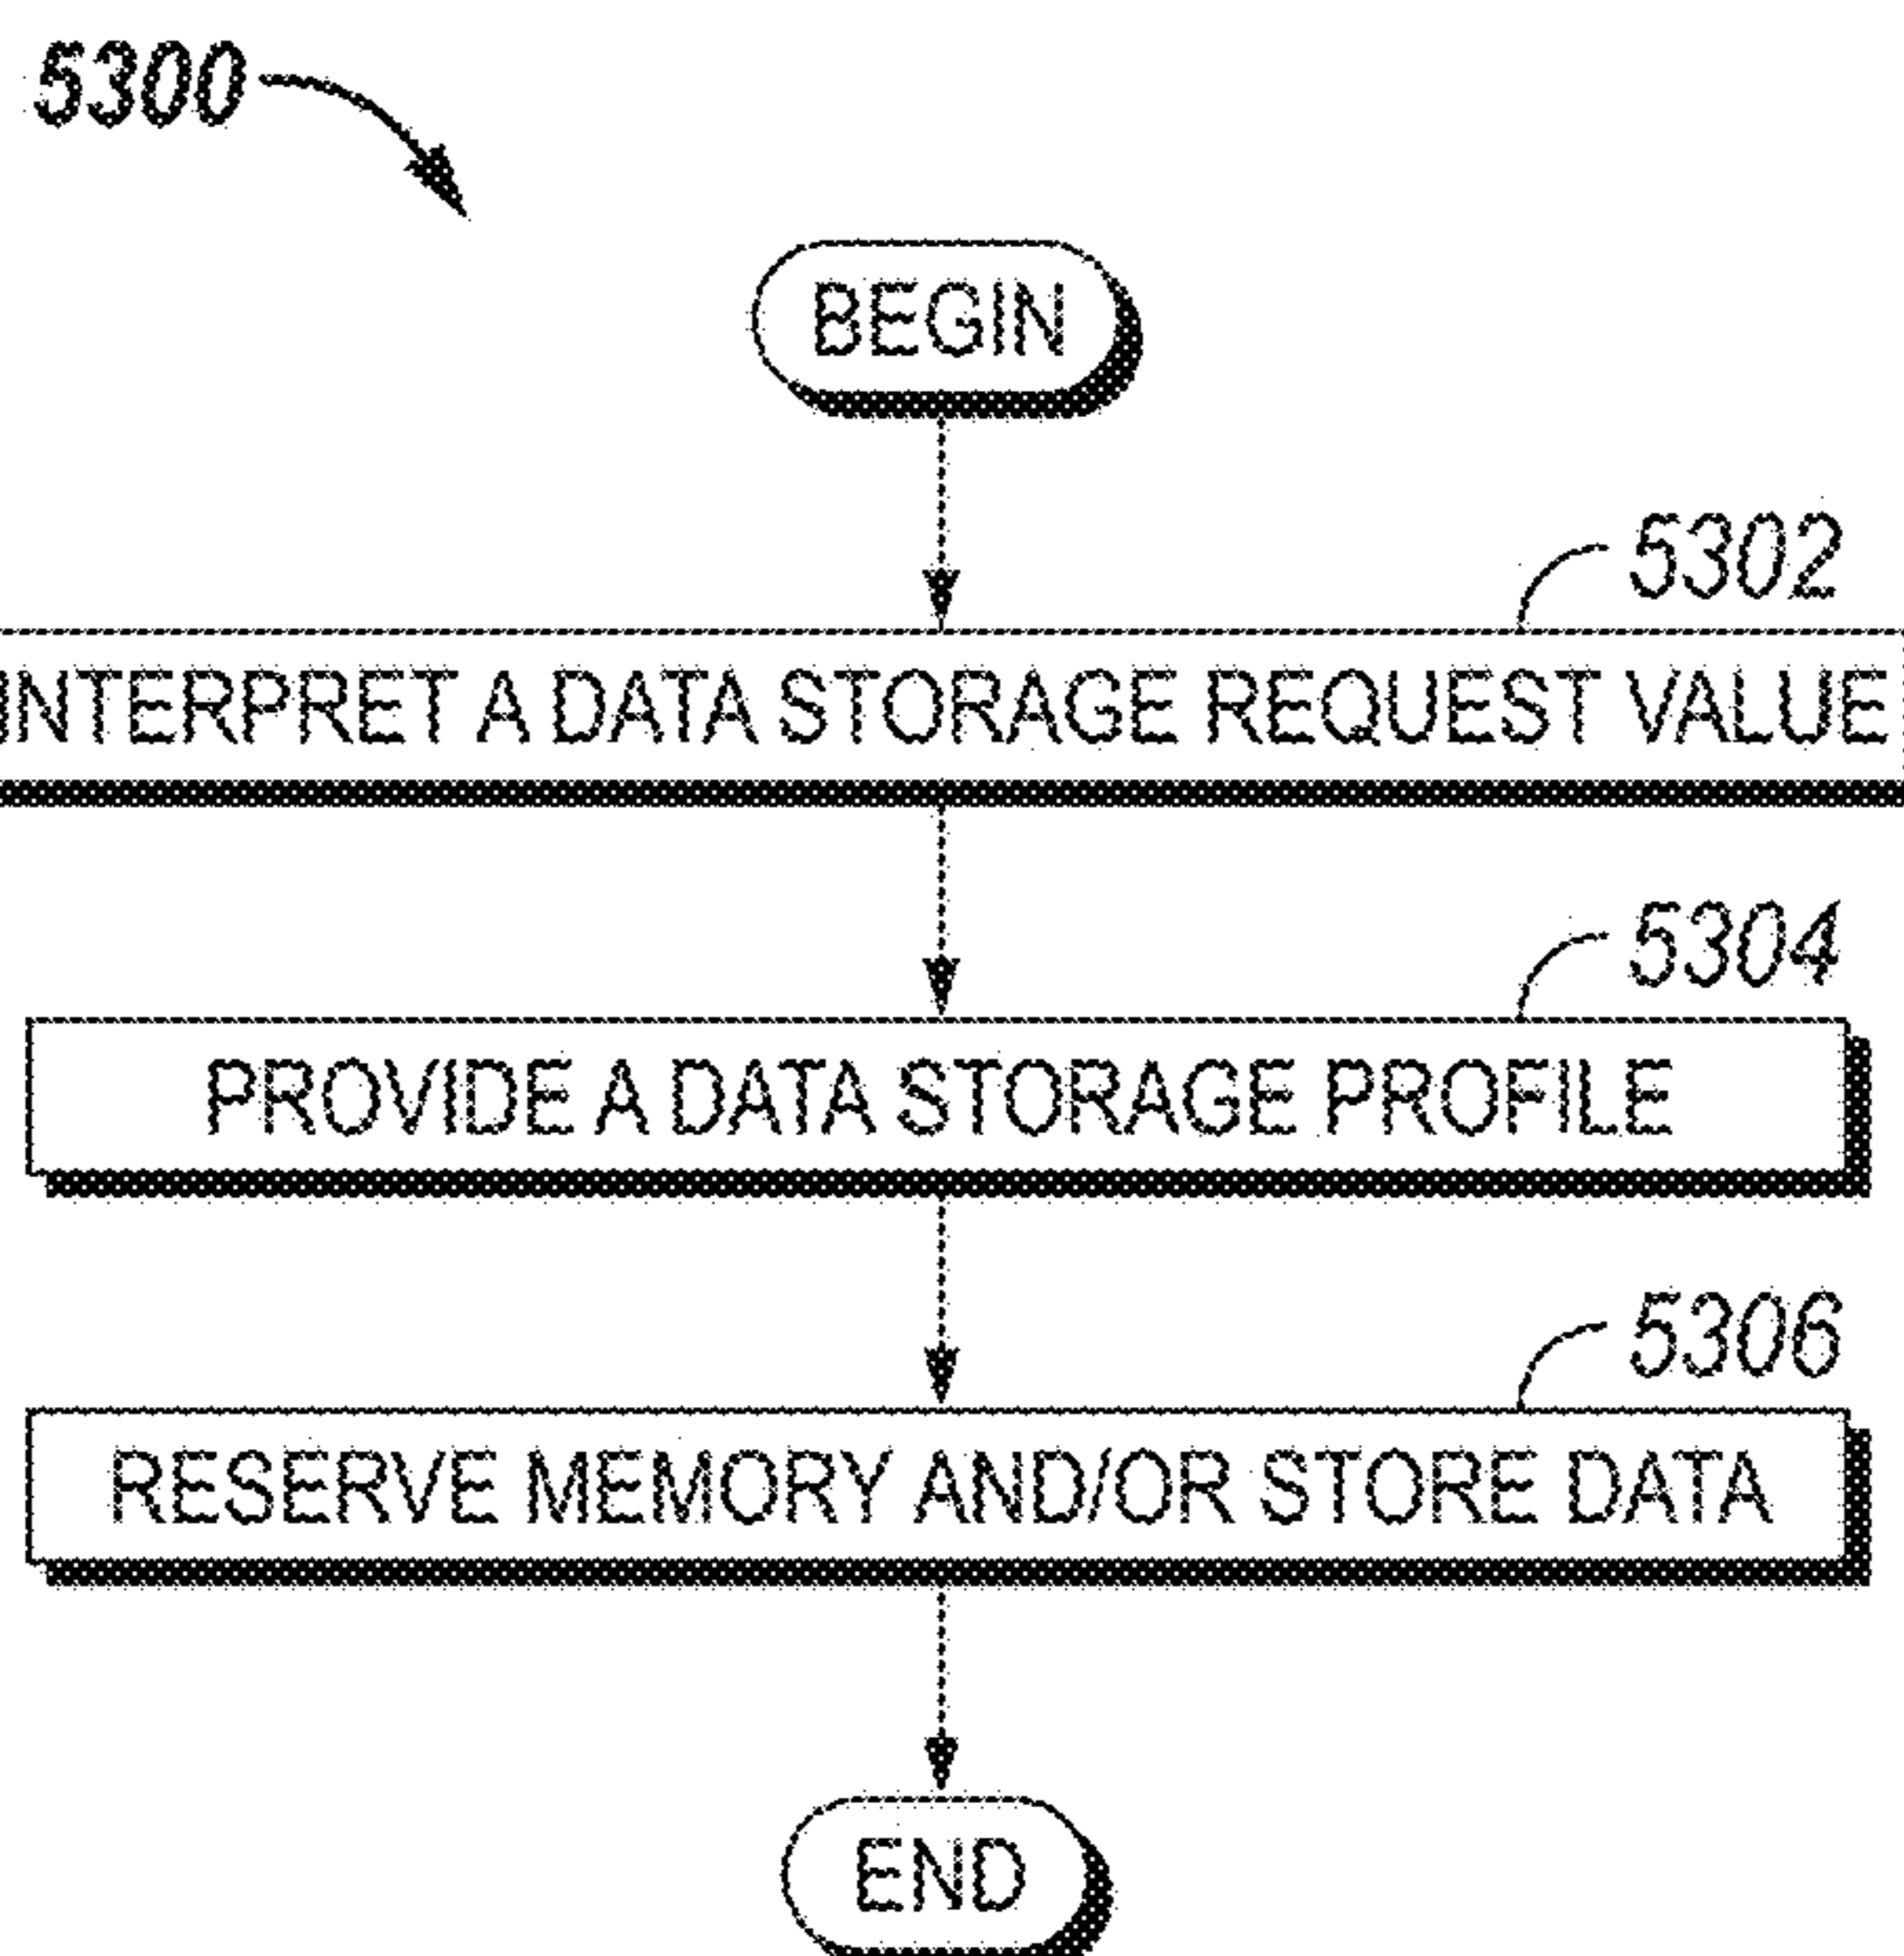 5300
BEGIN
5302
INTERPRET A DATA STORAGE REQUEST VALUE
5304
PROVIDE A DATA STORAGE PROFILE
5306
RESERVE MEMORY AND/OR STORE DATA
END